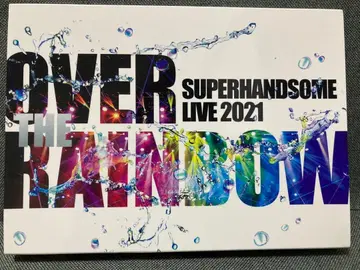 OVER
SUPERHANDSOME
LIVE 2021
THE
RAINBOW